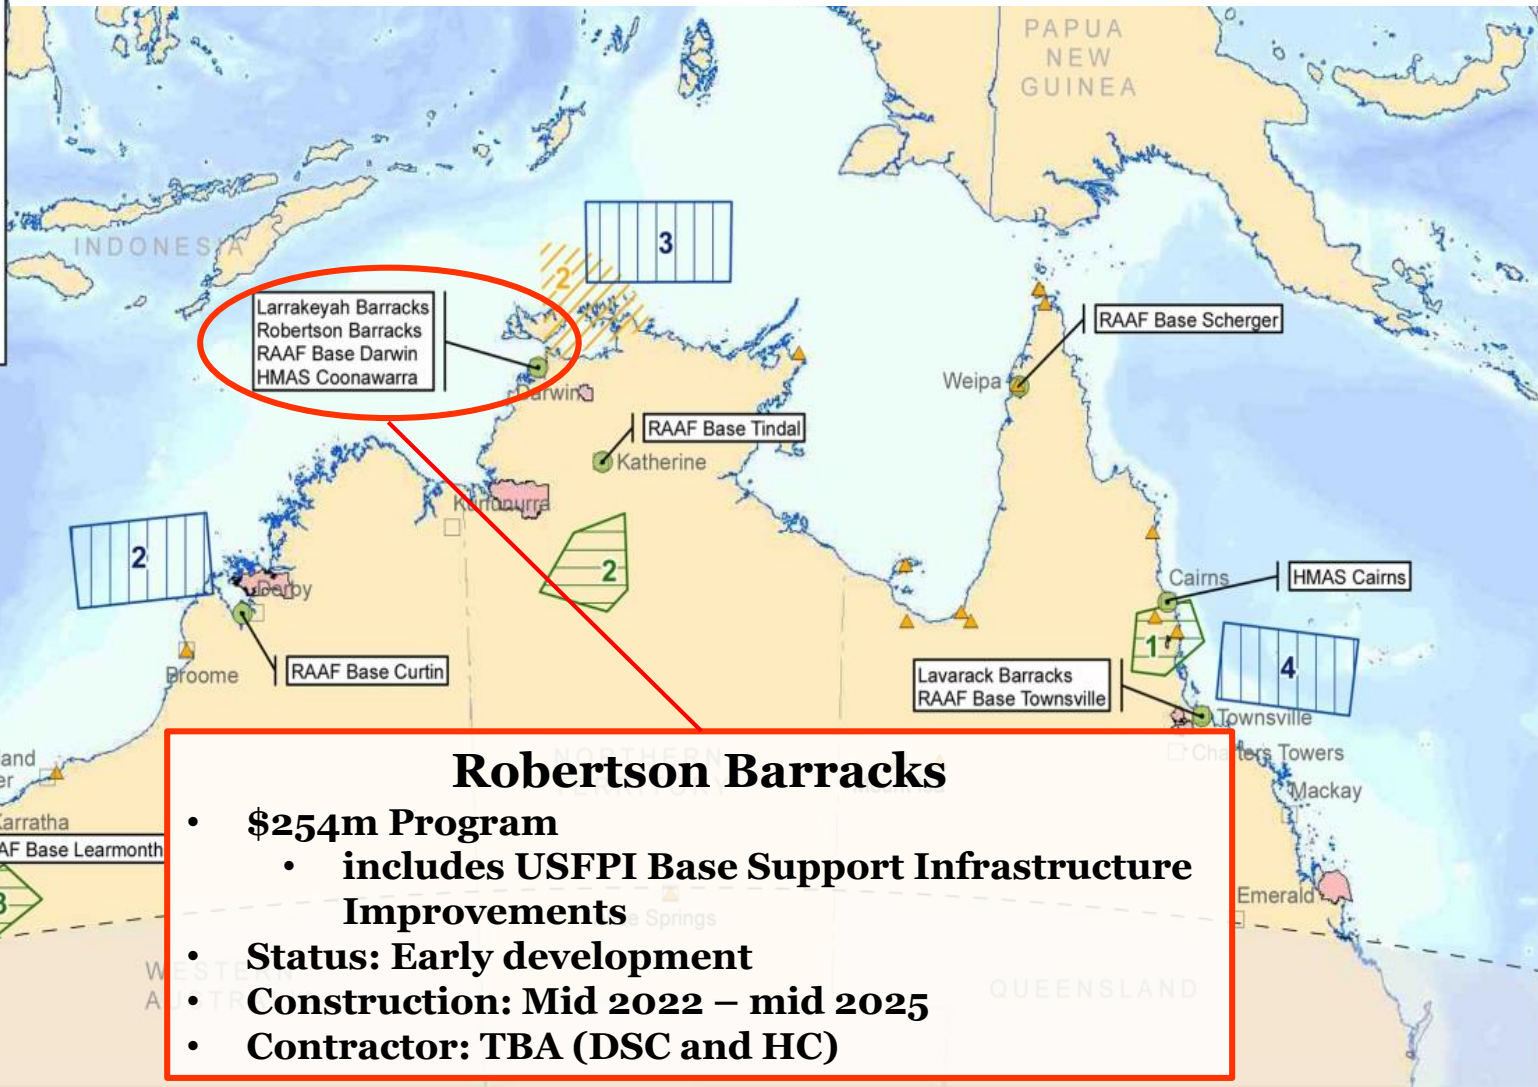 PAPUA
NEW
GUINEA
INDONESIA
3
2
Larrakeyah Barracks
Robertson Barracks
RAAF Base Darwin
HMAS Coonawarra
Darwin
RAAF Base Scherger
Weipa
RAAF Base Tindal
Katherine
Kununurra
2
2
Derby
Cairns
HMAS Cairns
1
4
Broome
RAAF Base Curtin
Lavarack Barracks
RAAF Base Townsville
Townsville
Charters Towers
Mackay
NORTHERN
TERRITORY
Karratha
AF Base Learmonth
3
Robertson Barracks
• $254m Program
• includes USFPI Base Support Infrastructure
Improvements
• Status: Early development
• Construction: Mid 2022 – mid 2025
• Contractor: TBA (DSC and HC)
Springs
Emerald
WESTERN
AUSTRALIA
QUEENSLAND